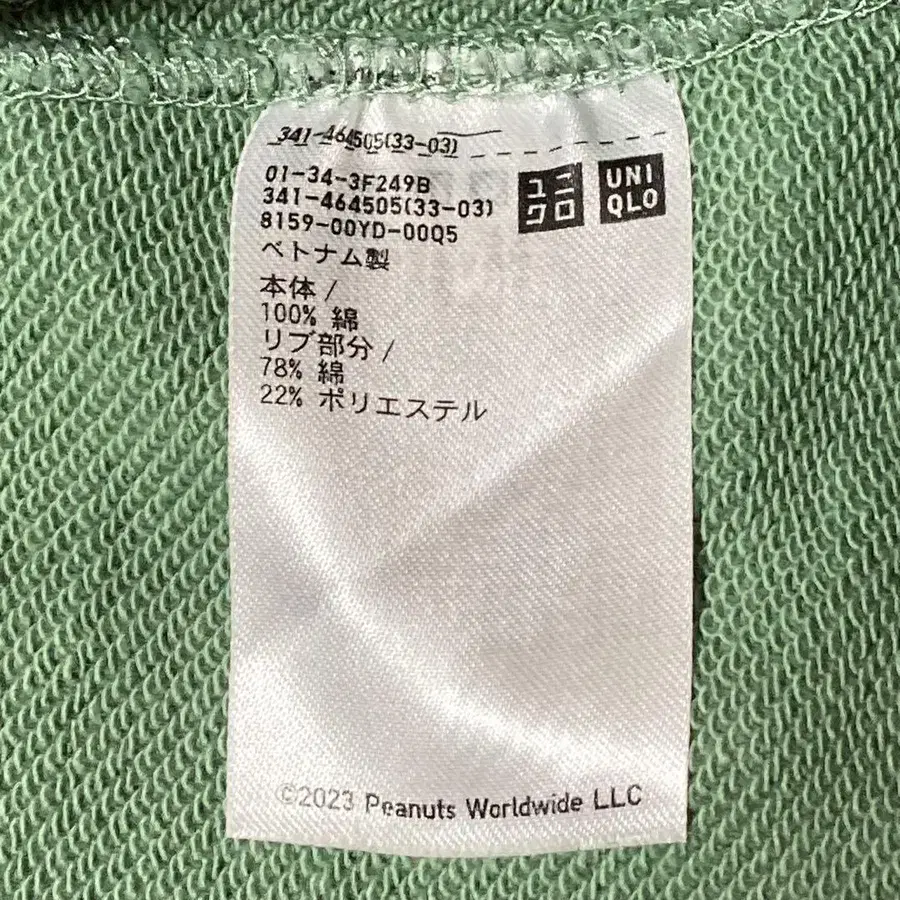 341-464505(33-03)
01-34-3F249B
341-464505(33-03)
8159-00YD-00Q5
ユニ
クロ
UNI
QLO
ベトナム製
本体/
100% 綿
リブ部分/
78% 綿
22% ポリエステル
©2023 Peanuts Worldwide LLC